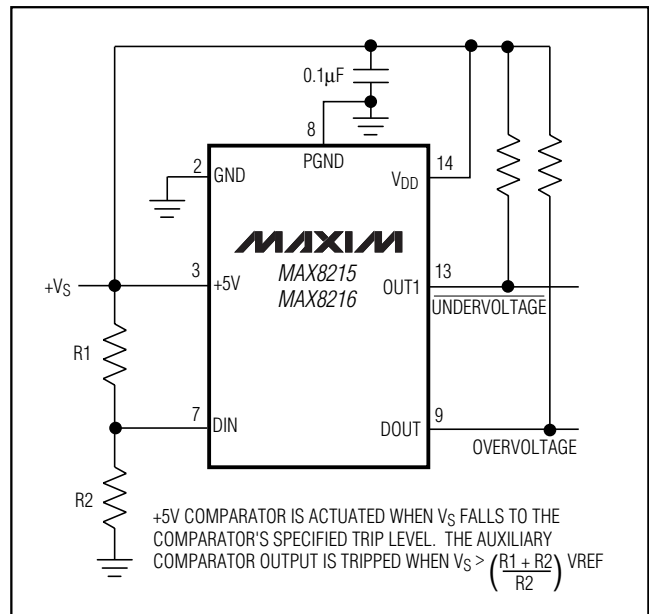 0.1µF
8
PGND
2
GND
14
VDD
MAXIM
MAX8215
MAX8216
+VS
3
+5V
13
OUT1
UNDERVOLTAGE
R1
7
DIN
9
DOUT
OVERVOLTAGE
R2
+5V COMPARATOR IS ACTUATED WHEN VS FALLS TO THE
COMPARATOR'S SPECIFIED TRIP LEVEL. THE AUXILIARY
COMPARATOR OUTPUT IS TRIPPED WHEN VS > (R1 + R2 / R2) VREF